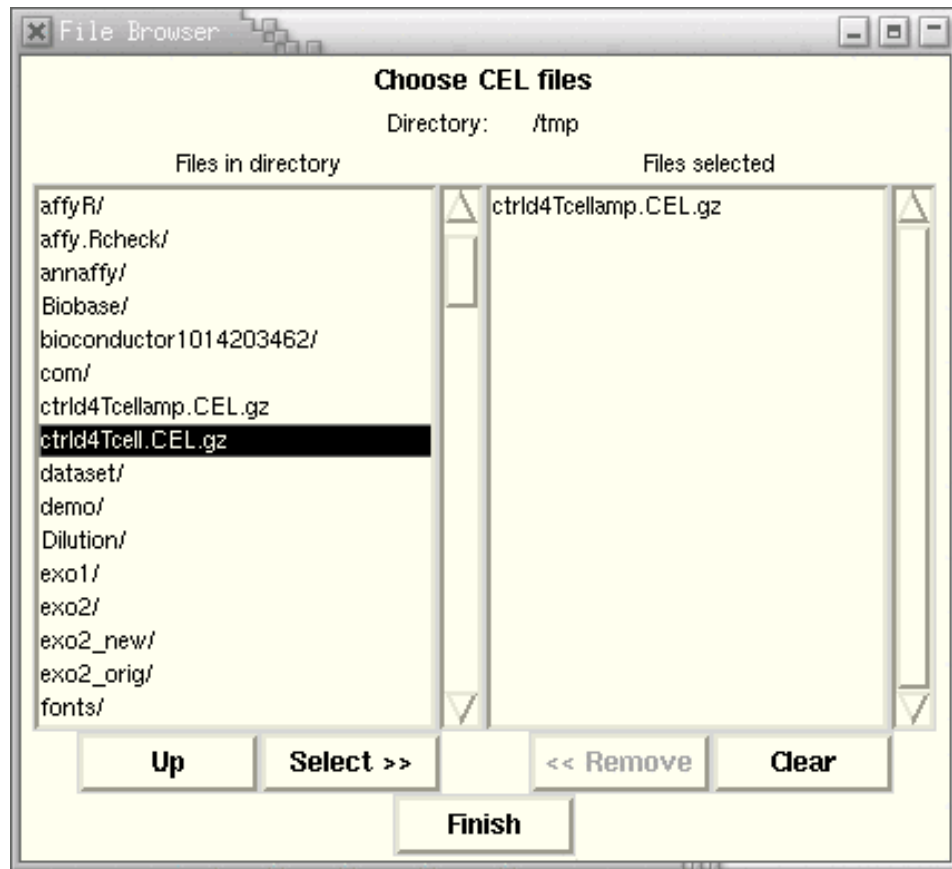 File Browser
Choose CEL files
Directory: /tmp
Files in directory
Files selected
affyR/
affy.Rcheck/
annaffy/
Biobase/
bioconductor1014203462/
com/
ctrld4Tcellamp.CEL.gz
ctrld4Tcell.CEL.gz
dataset/
demo/
Dilution/
exo1/
exo2/
exo2_new/
exo2_orig/
fonts/
ctrld4Tcellamp.CEL.gz
Up
Select >>
<< Remove
Clear
Finish